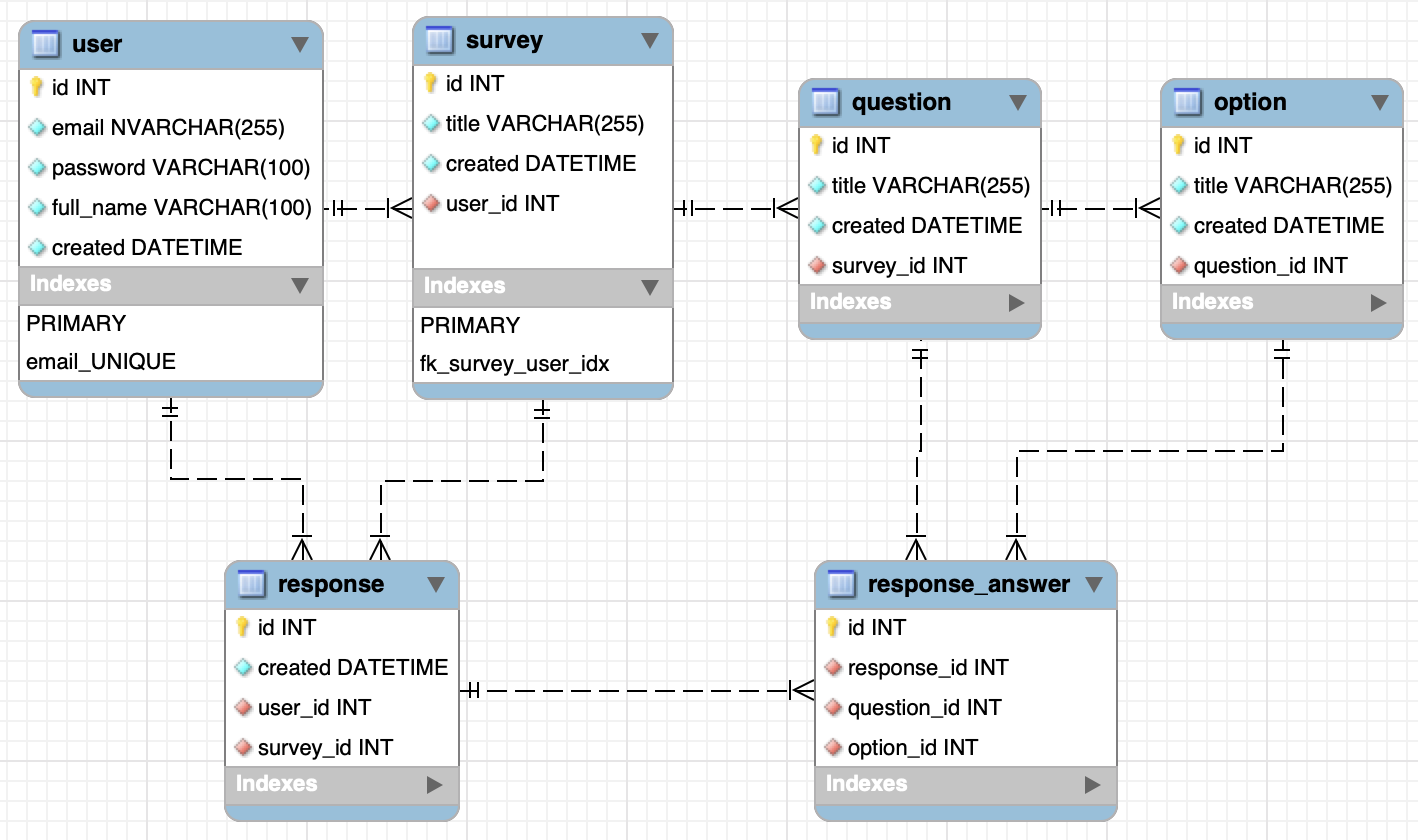 user
id INT
email NVARCHAR(255)
password VARCHAR(100)
full_name VARCHAR(100)
created DATETIME
Indexes
PRIMARY
email_UNIQUE
survey
id INT
title VARCHAR(255)
created DATETIME
user_id INT
Indexes
PRIMARY
fk_survey_user_idx
question
id INT
title VARCHAR(255)
created DATETIME
survey_id INT
Indexes
option
id INT
title VARCHAR(255)
created DATETIME
question_id INT
Indexes
response
id INT
created DATETIME
user_id INT
survey_id INT
Indexes
response_answer
id INT
response_id INT
question_id INT
option_id INT
Indexes